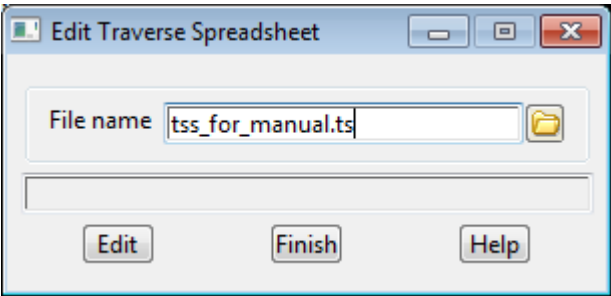 Edit Traverse Spreadsheet
File name tss_for_manual.ts
Edit Finish Help